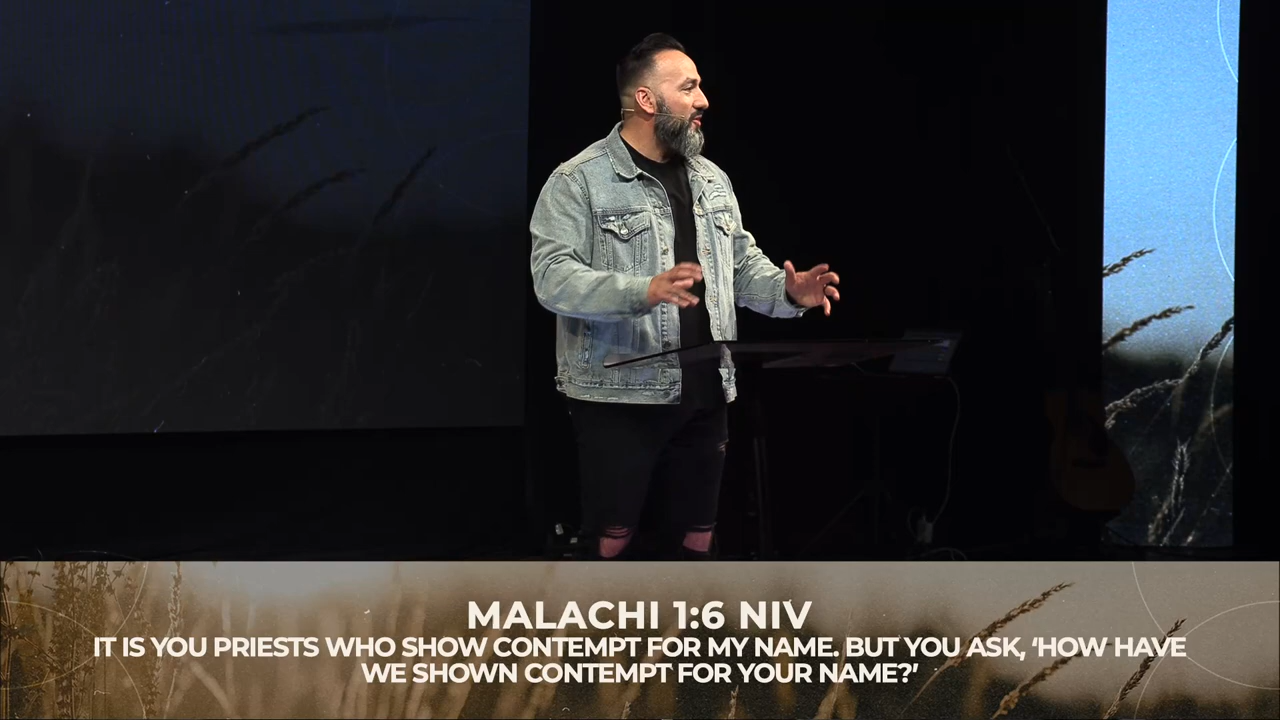 MALACHI 1:6 NIV
IT IS YOU PRIESTS WHO SHOW CONTEMPT FOR MY NAME. BUT YOU ASK, ‘HOW HAVE
WE SHOWN CONTEMPT FOR YOUR NAME?’